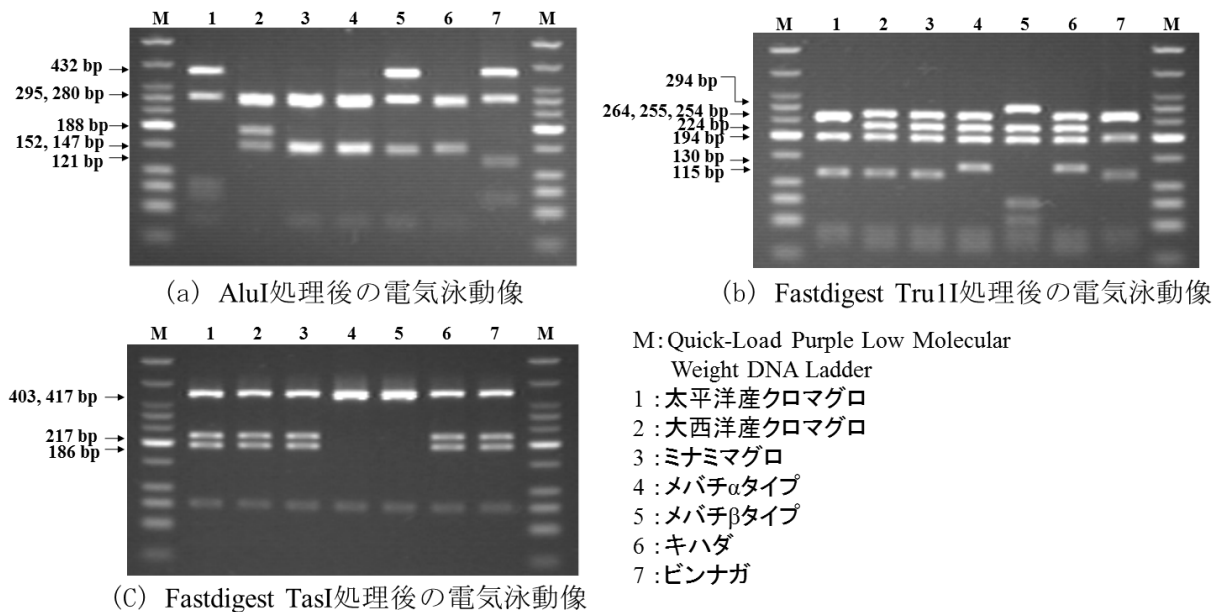 M 1 2 3 4 5 6 7 M
432 bp
295, 280 bp
188 bp
152, 147 bp
121 bp
(a) AluI処理後の電気泳動像
M 1 2 3 4 5 6 7 M
294 bp
264, 255, 254 bp
224 bp
194 bp
130 bp
115 bp
(b) Fastdigest Tru1I処理後の電気泳動像
M 1 2 3 4 5 6 7 M
403, 417 bp
217 bp
186 bp
(C) Fastdigest TasI処理後の電気泳動像
M:Quick-Load Purple Low Molecular
Weight DNA Ladder
1:太平洋産クロマグロ
2:大西洋産クロマグロ
3:ミナミマグロ
4:メバチαタイプ
5:メバチβタイプ
6:キハダ
7:ビンナガ